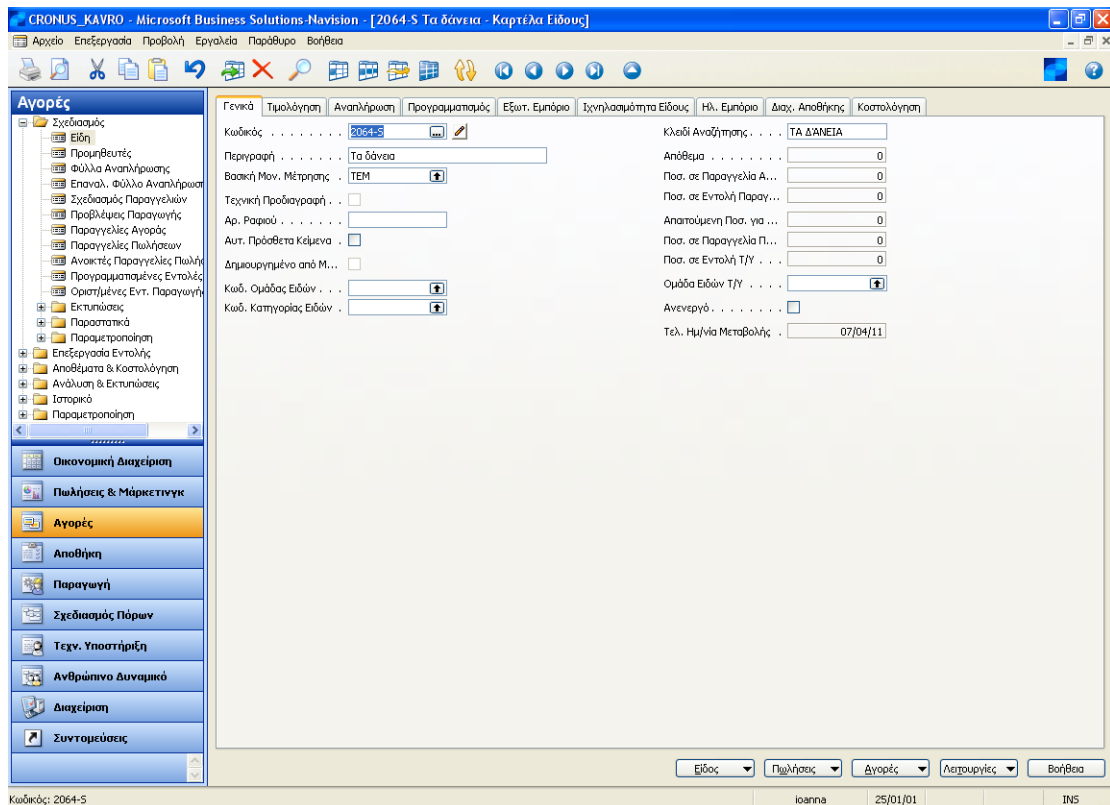 CRONUS_KAVRO - Microsoft Business Solutions-Navision - [2064-S Τα δάνεια - Καρτέλα Είδους]
Αρχείο Επεξεργασία Προβολή Εργαλεία Παράθυρο Βοήθεια
Αγορές
Σχεδιασμός
Είδη
Προμηθευτές
Φύλλα Αναπλήρωσης
Επαναλ. Φύλλο Αναπλήρωσ
Σχεδιασμός Παραγγελιών
Προβλέψεις Παραγωγής
Παραγγελίες Αγοράς
Παραγγελίες Πωλήσεων
Ανοικτές Παραγγελίες Πωλή
Προγραμματισμένες Εντολές
Οριστ/μένες Εντ. Παραγωγή
Εκτυπώσεις
Παραστατικά
Παραμετροποίηση
Επεξεργασία Εντολής
Αποθέματα & Κοστολόγηση
Ανάλυση & Εκτυπώσεις
Ιστορικό
Παραμετροποίηση
Οικονομική Διαχείριση
Πωλήσεις & Μάρκετινγκ
Αγορές
Αποθήκη
Παραγωγή
Σχεδιασμός Πόρων
Τεχν. Υποστήριξη
Ανθρώπινο Δυναμικό
Διαχείριση
Συντομεύσεις
Γενικά Τιμολόγηση Αναπλήρωση Προγραμματισμός Εξωτ. Εμπόριο Ιχνηλασιμότητα Είδους Ηλ. Εμπόριο Διαχ. Αποθήκης Κοστολόγηση
Κωδικός . . . . . . . . 2064-S ...
Περιγραφή . . . . . . . Τα δάνεια
Βασική Μον. Μέτρησης . ΤΕΜ
Τεχνική Προδιαγραφή . .
Αρ. Ραφιού . . . . . . .
Αυτ. Πρόσθετα Κείμενα .
Δημιουργημένο από Μ...
Κωδ. Ομάδας Ειδών . . .
Κωδ. Κατηγορίας Ειδών .
Κλειδί Αναζήτησης . . . . ΤΑ ΔΆΝΕΙΑ
Απόθεμα . . . . . . . . 0
Ποσ. σε Παραγγελία Α... 0
Ποσ. σε Εντολή Παραγ... 0
Απαιτούμενη Ποσ. για ... 0
Ποσ. σε Παραγγελία Π... 0
Ποσ. σε Εντολή Τ/Υ . . . 0
Ομάδα Ειδών Τ/Υ . . . .
Ανενεργό . . . . . . . .
Τελ. Ημ/νία Μεταβολής . 07/04/11
Είδος Πωλήσεις Αγορές Λειτουργίες Βοήθεια
Κωδικός: 2064-S ioanna 25/01/01 INS